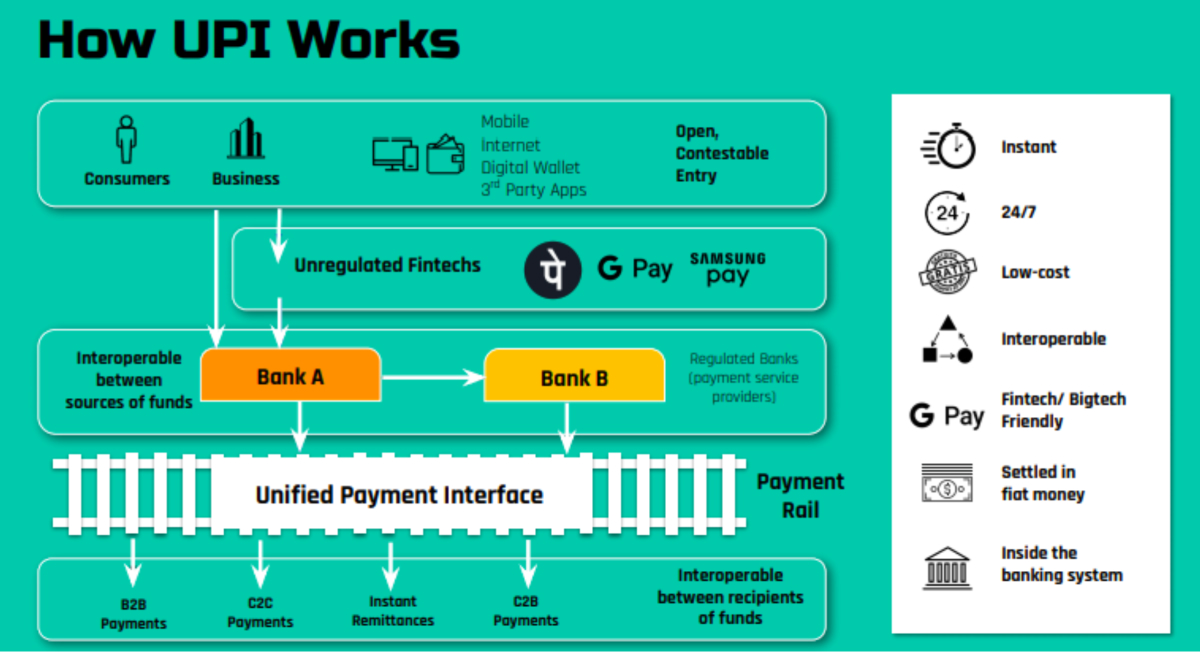 How UPI Works
Consumers
Business
Mobile
Internet
Digital Wallet
3rd Party Apps
Open,
Contestable
Entry
Unregulated Fintechs
पे
G Pay
SAMSUNG
pay
Interoperable
between
sources of funds
Bank A
Bank B
Regulated Banks
(payment service
providers)
Unified Payment Interface
Payment
Rail
B2B
Payments
C2C
Payments
Instant
Remittances
C2B
Payments
Interoperable
between recipients
of funds
Instant
24
24/7
GRATIS
Low-cost
Interoperable
G Pay
Fintech/ Bigtech
Friendly
$
Settled in
fiat money
Inside the
banking system